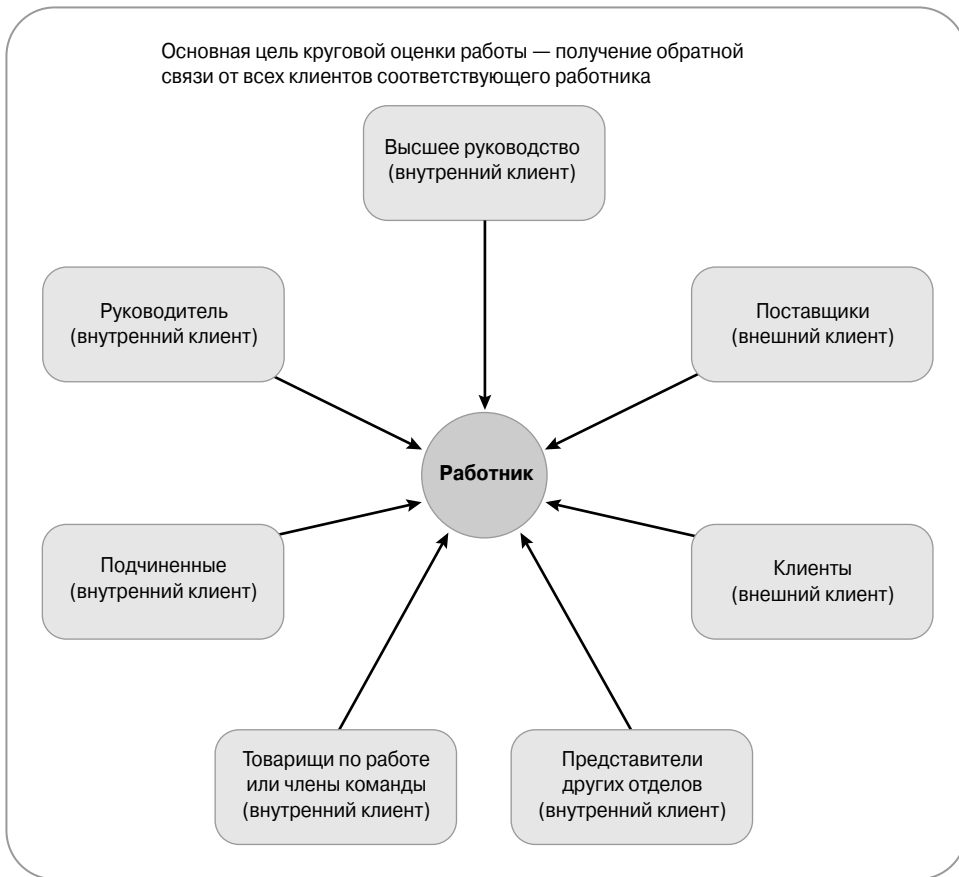 Основная цель круговой оценки работы — получение обратной
связи от всех клиентов соответствующего работника
Высшее руководство
(внутренний клиент)
Руководитель
(внутренний клиент)
Поставщики
(внешний клиент)
Работник
Подчиненные
(внутренний клиент)
Клиенты
(внешний клиент)
Товарищи по работе
или члены команды
(внутренний клиент)
Представители
других отделов
(внутренний клиент)